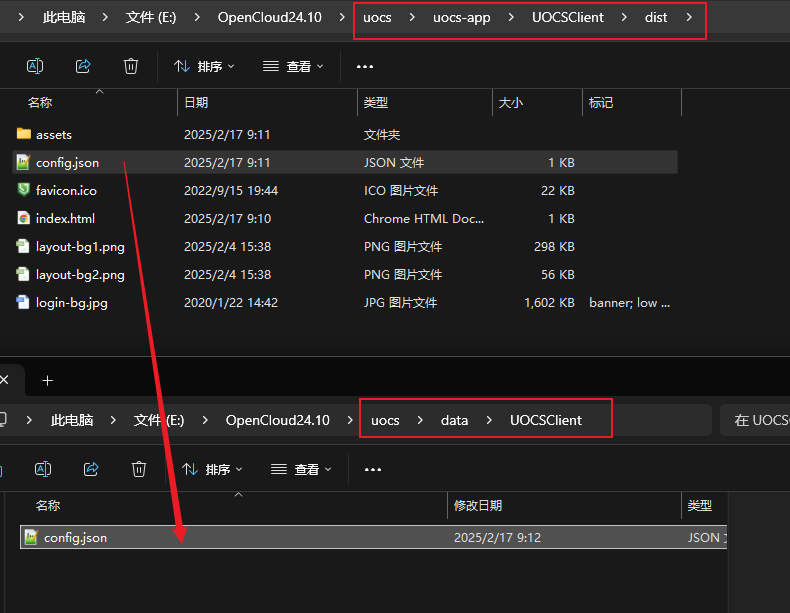 此电脑 文件 (E:) OpenCloud24.10 uocs uocs-app UOCSClient dist
排序 查看
名称 日期 类型 大小 标记
assets 2025/2/17 9:11 文件夹
config.json 2025/2/17 9:11 JSON 文件 1 KB
favicon.ico 2022/9/15 19:44 ICO 图片文件 22 KB
index.html 2025/2/17 9:10 Chrome HTML Doc... 1 KB
layout-bg1.png 2025/2/4 15:38 PNG 图片文件 298 KB
layout-bg2.png 2025/2/4 15:38 PNG 图片文件 56 KB
login-bg.jpg 2020/1/22 14:42 JPG 图片文件 1,602 KB banner; low ...
此电脑 文件 (E:) OpenCloud24.10 uocs data UOCSClient 在 UOCS
排序 查看
名称 修改日期 类型
config.json 2025/2/17 9:12 JSON